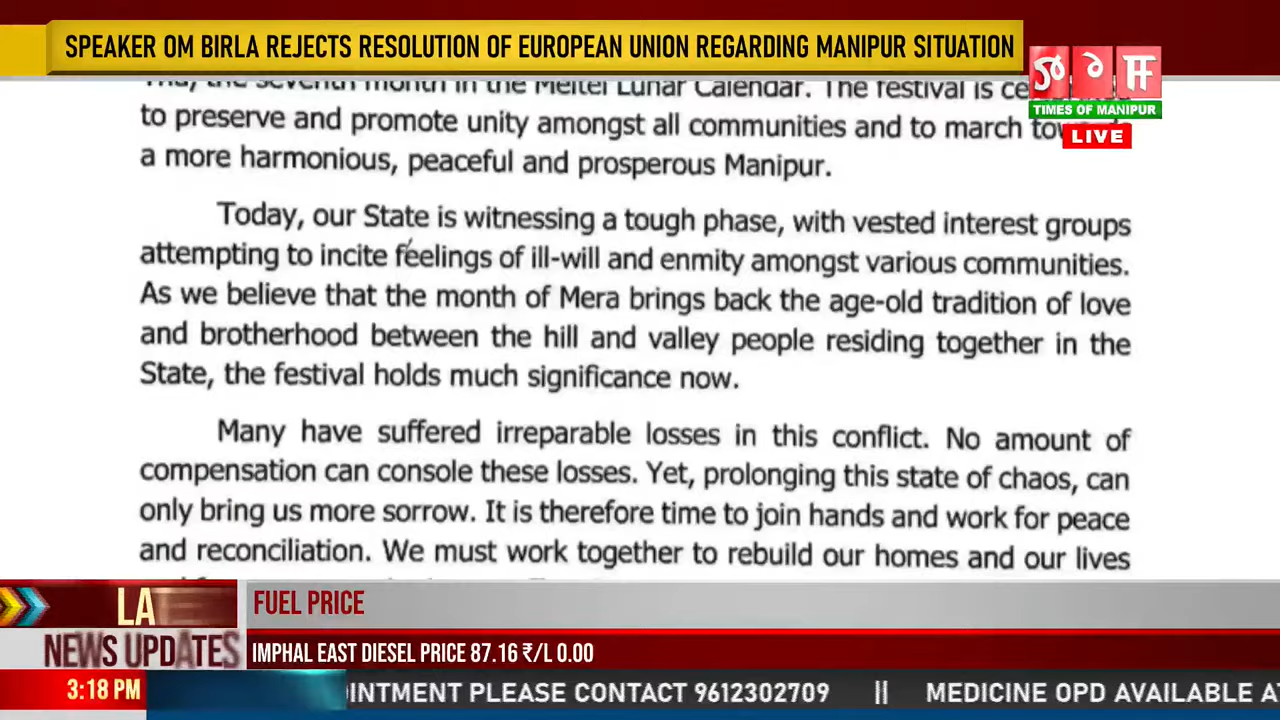 SPEAKER OM BIRLA REJECTS RESOLUTION OF EUROPEAN UNION REGARDING MANIPUR SITUATION
TIMES OF MANIPUR
LIVE
the seventh month in the Meitei Lunar Calendar. The festival is
to preserve and promote unity amongst all communities and to march
a more harmonious, peaceful and prosperous Manipur.
Today, our State is witnessing a tough phase, with vested interest groups
attempting to incite feelings of ill-will and enmity amongst various communities.
As we believe that the month of Mera brings back the age-old tradition of love
and brotherhood between the hill and valley people residing together in the
State, the festival holds much significance now.
Many have suffered irreparable losses in this conflict. No amount of
compensation can console these losses. Yet, prolonging this state of chaos, can
only bring us more sorrow. It is therefore time to join hands and work for peace
and reconciliation. We must work together to rebuild our homes and our lives
LA
NEWS UPDATES
FUEL PRICE
IMPHAL EAST DIESEL PRICE 87.16 ₹/L 0.00
3:18 PM
OINTMENT PLEASE CONTACT 9612302709 || MEDICINE OPD AVAILABLE AT